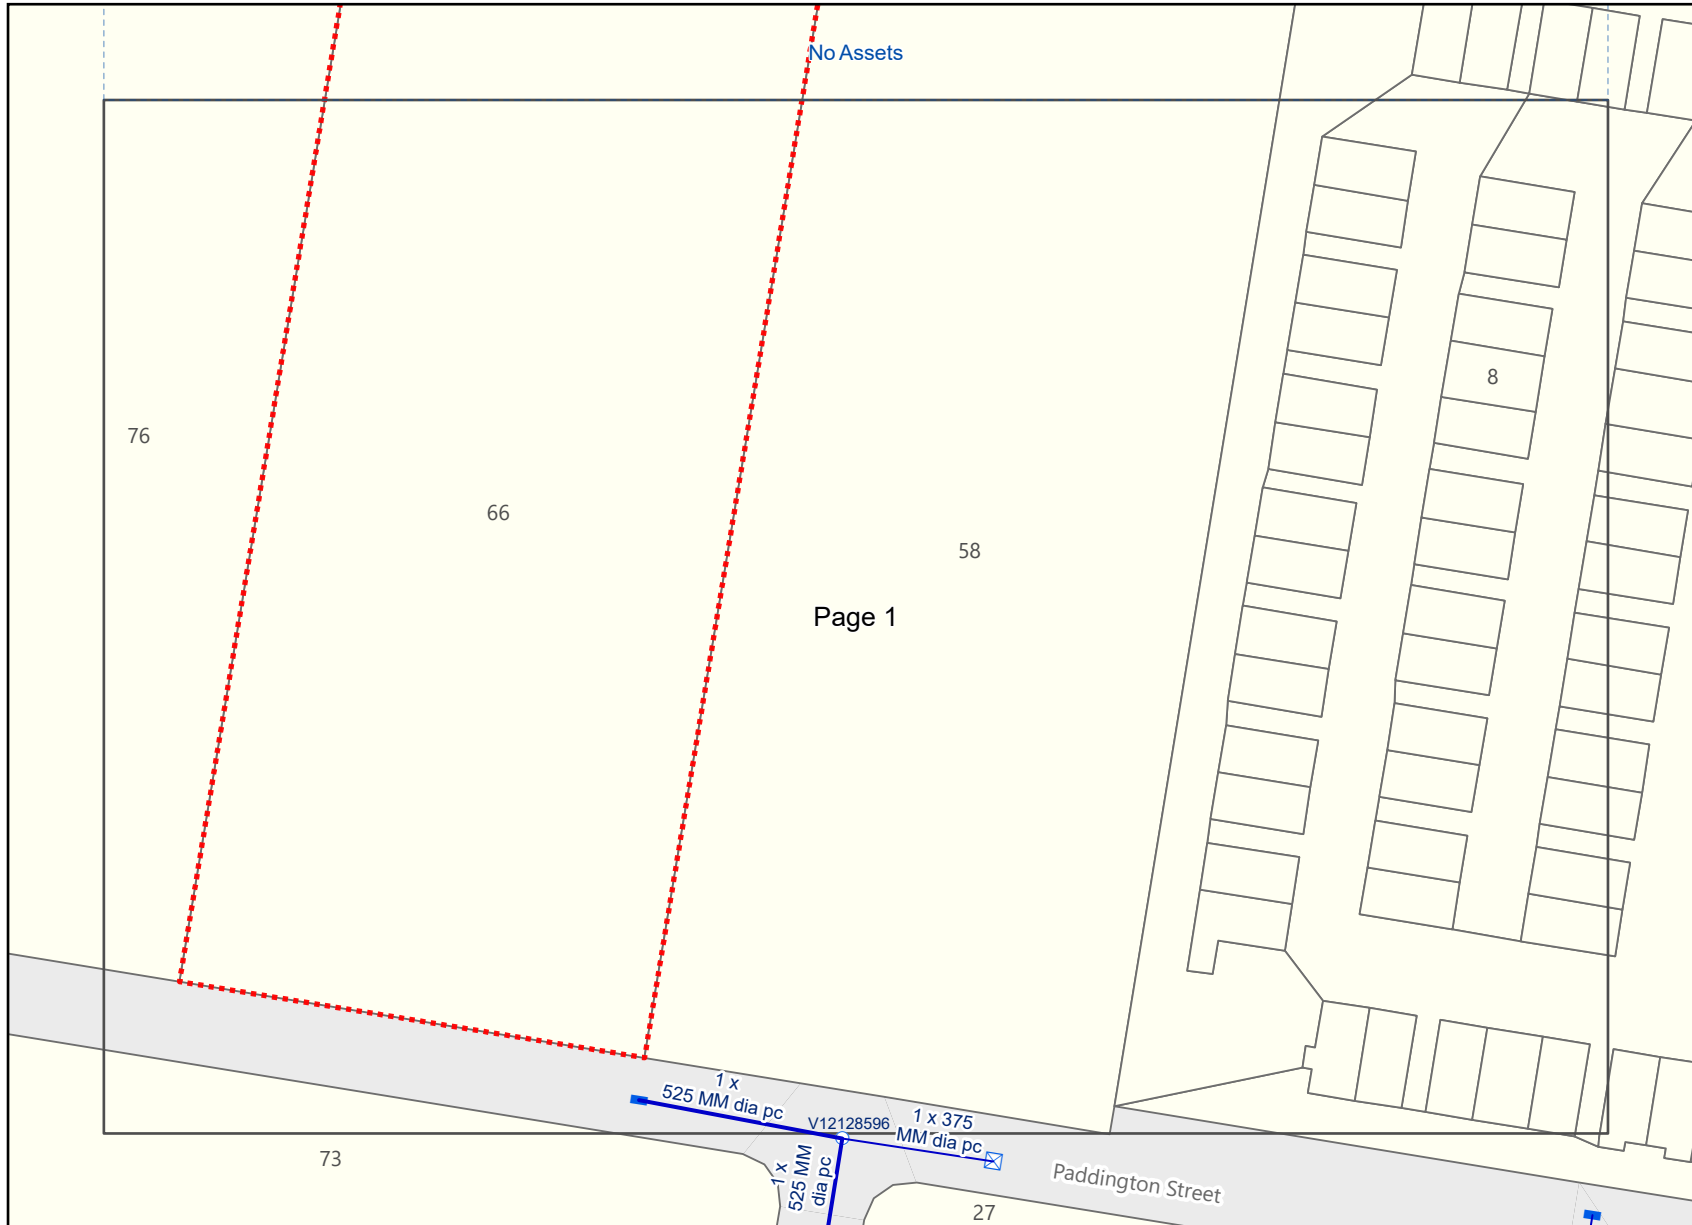 No Assets
8
76
66
58
Page 1
1 x
525 MM dia pc
V12128596
1 x 375
MM dia pc
1 x
525 MM
dia pc
73
Paddington Street
27